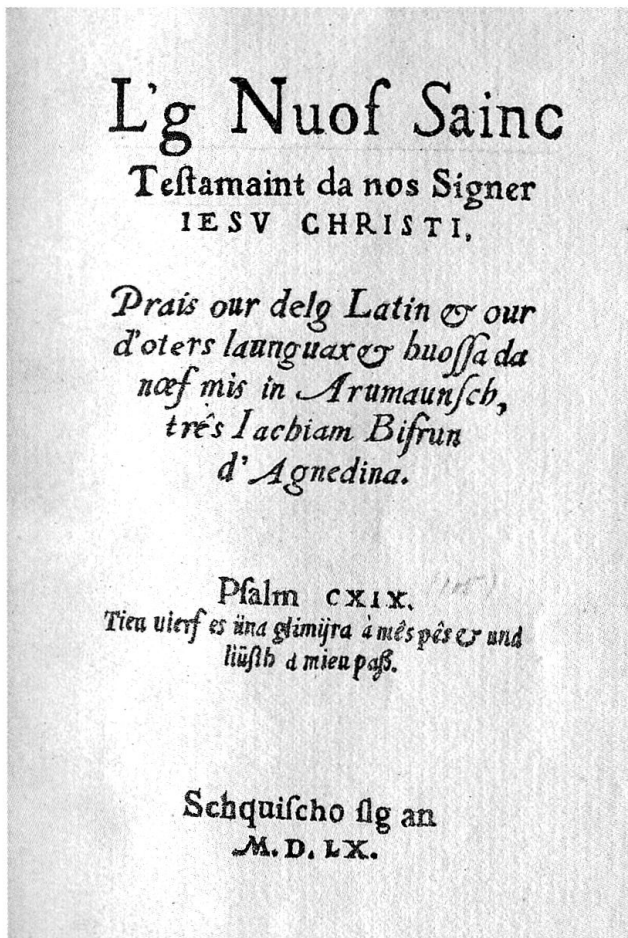 L'g Nuof Sainc
Teſtamaint da nos Signer
IESV CHRISTI,
Prais our delg Latin & our
d'oters launguax & huoſſa da
nœf mis in Arumaunſch,
três Iachiam Bifrun
d'Agnedina.
Pſalm CXIX.
Tieu uierf es üna glimijra à mês pês & und
liüſth à mieu paß.
Schquiſcho ſlg an
M. D. LX.